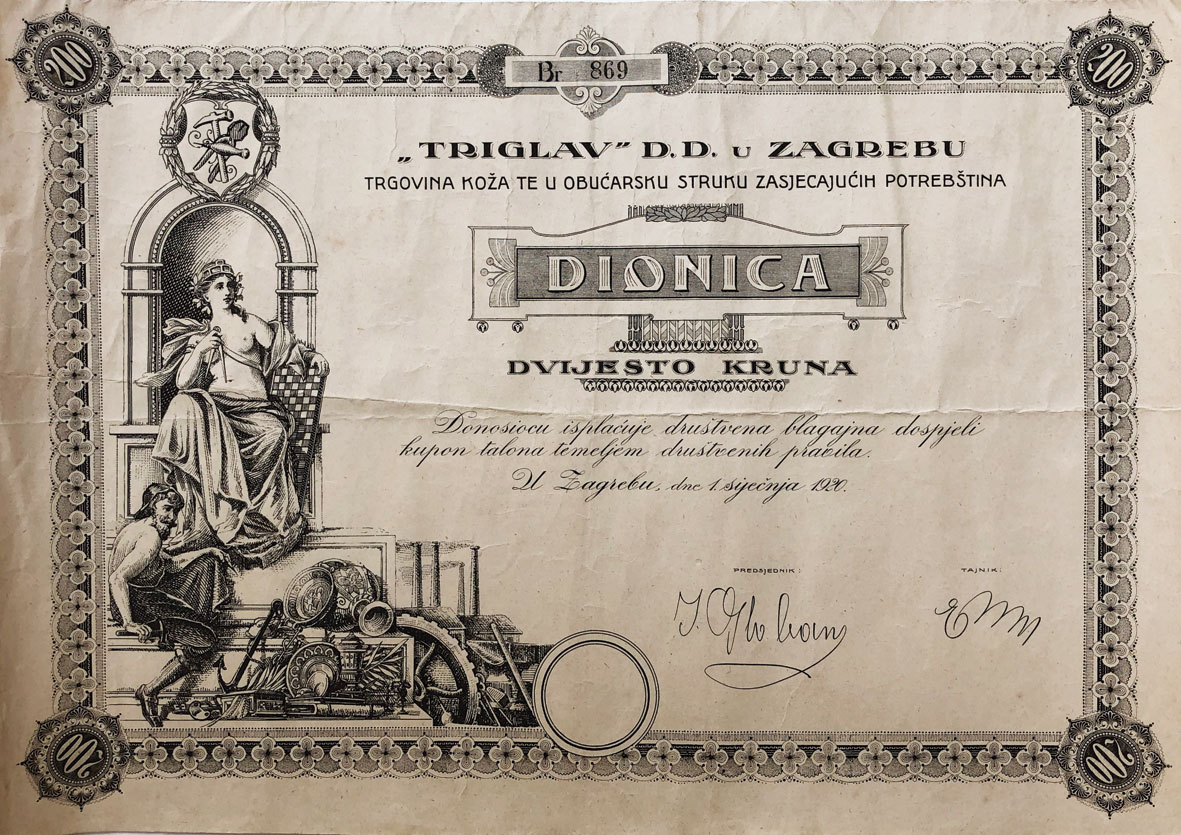 200
Br 869
200
„TRIGLAV” D.D. U ZAGREBU
TRGOVINA KOŽA TE U OBUĆARSKU STRUKU ZASJECAJUĆIH POTREBŠTINA
DIONICA
DVIJESTO KRUNA
Donosiocu isplaćuje društvena blagajna dospjeli
kupon talona temeljem društvenih pravila.
U Zagrebu, dne 1. siječnja 1920.
PREDSJEDNIK:
TAJNIK:
200
200